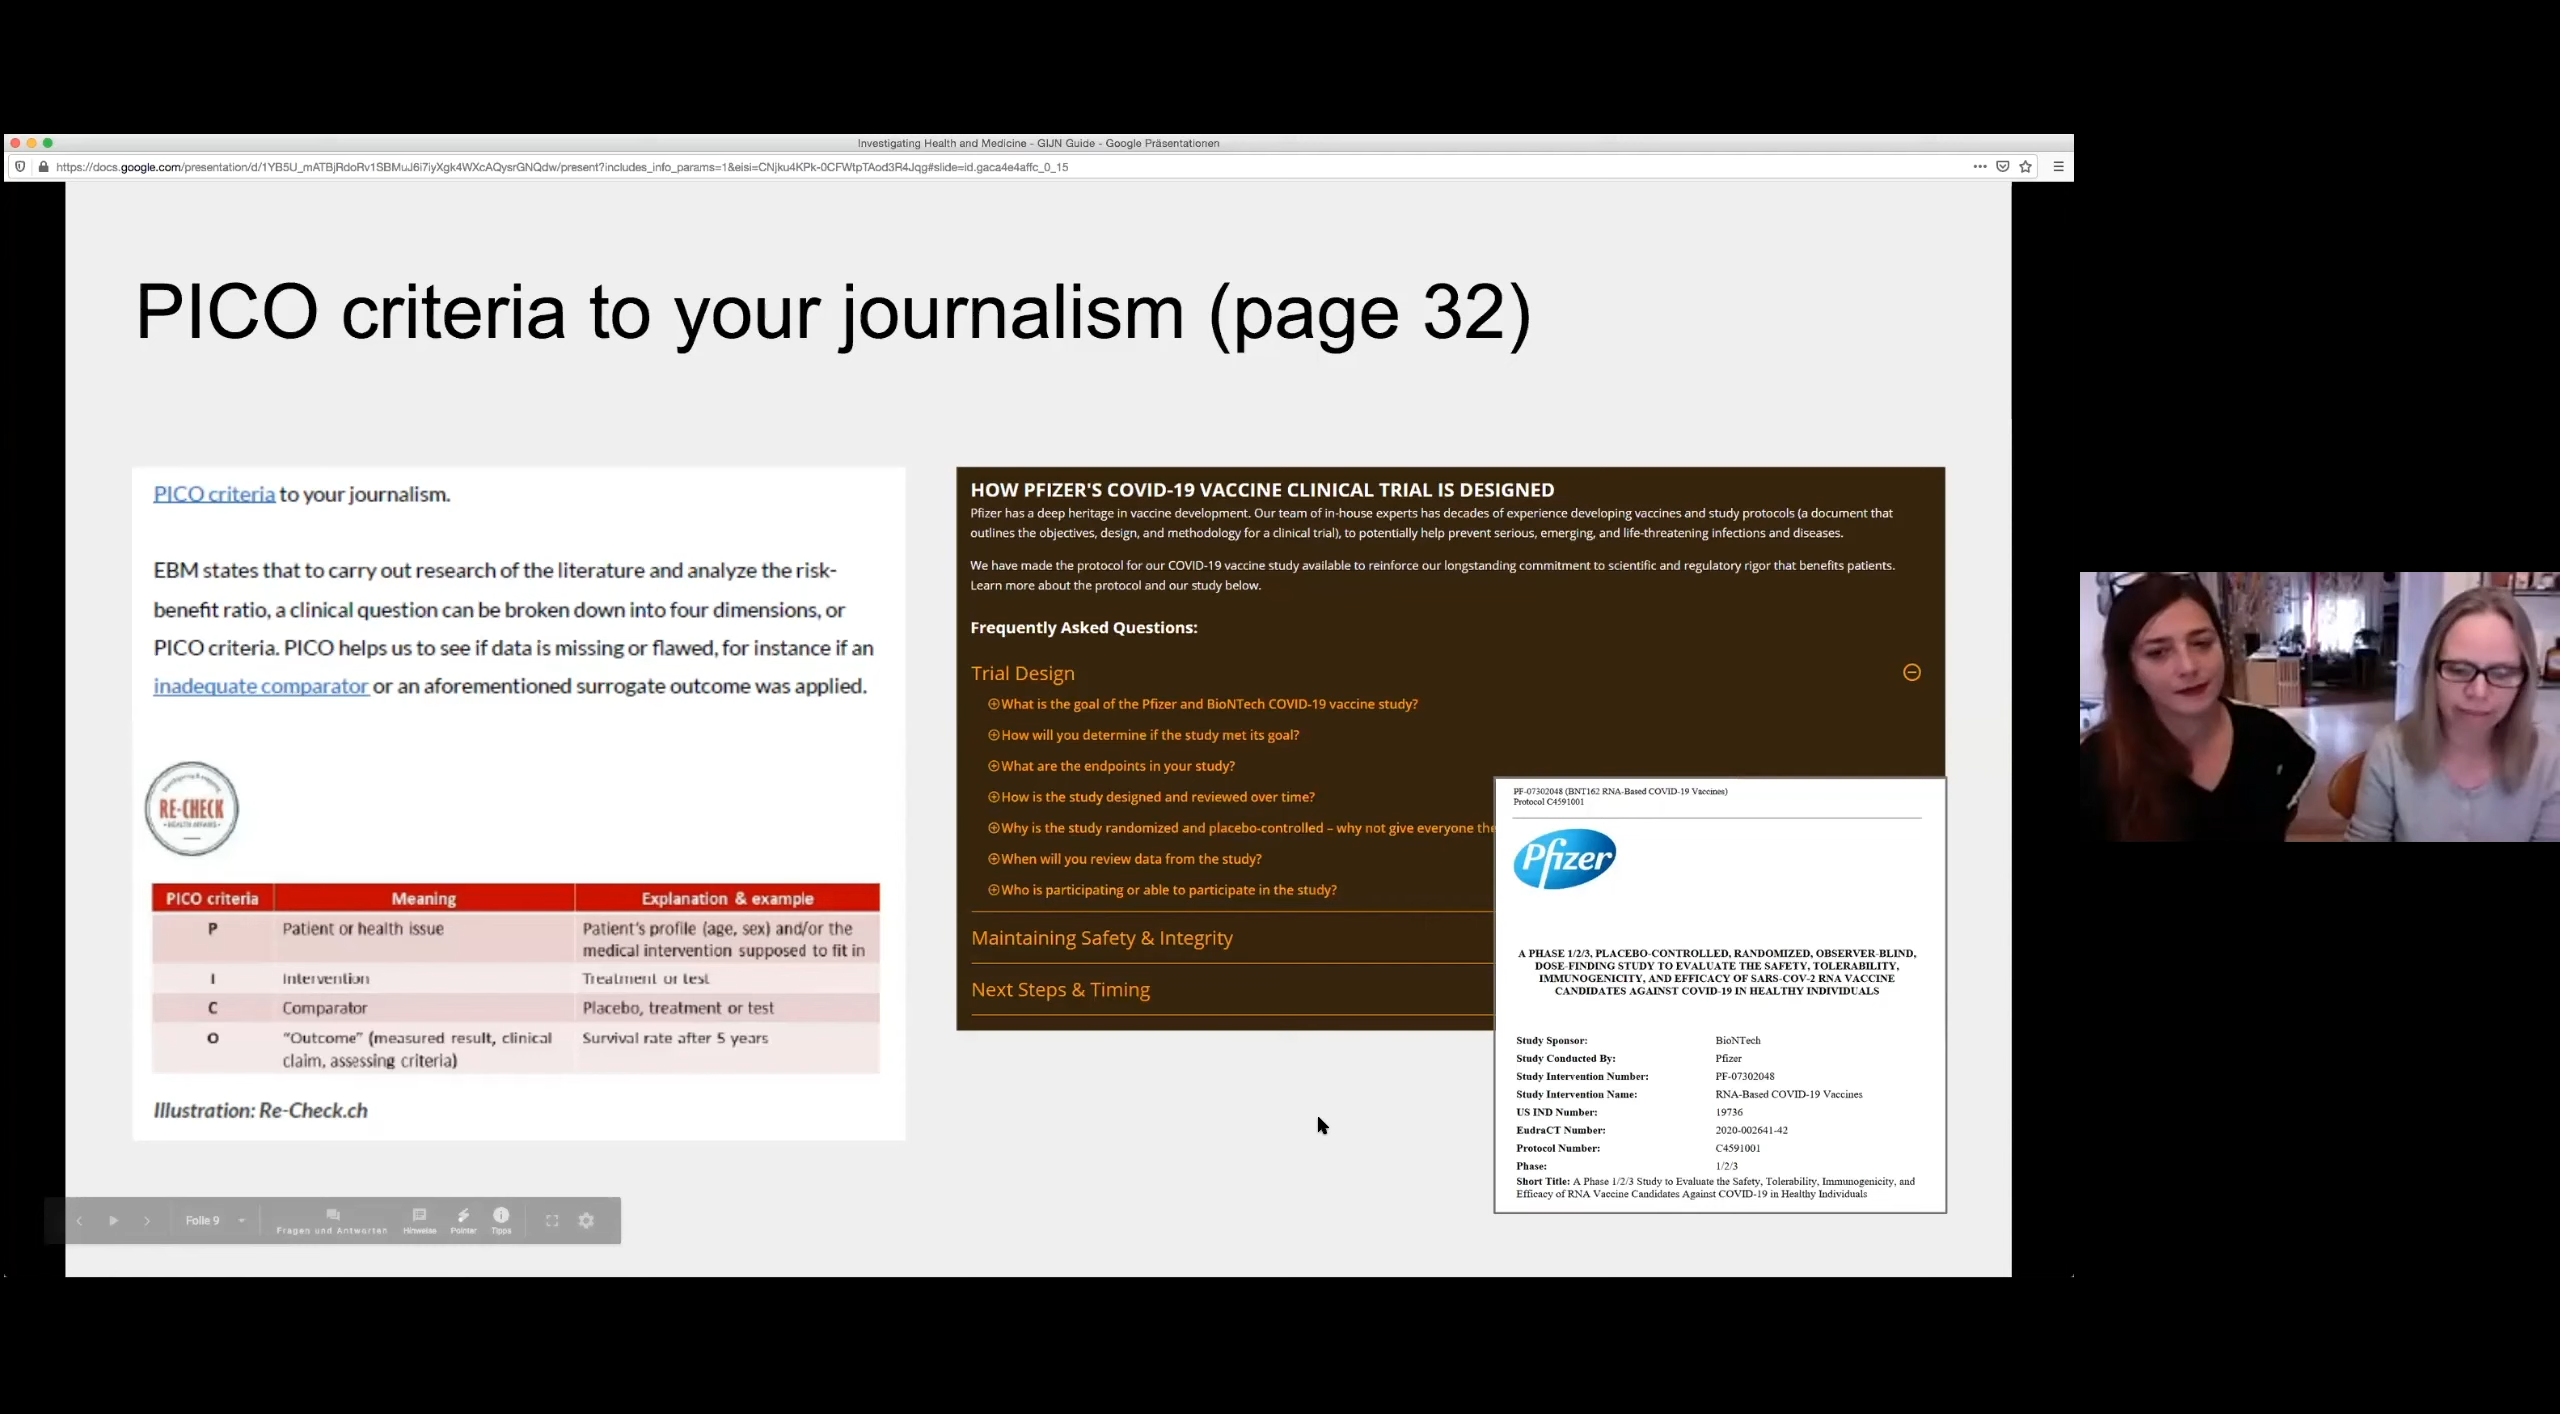 Investigating Health and Medicine - GIJN Guide - Google Präsentationen
https://docs.google.com/presentation/d/1YB5U_mATBjRdoRv1SBMuJ6i7iyXgk4WXcAQysrGNQdw/present?includes_info_params=1&eisi=CNjku4KPk-0CFWtpTAod3R4Jqg#slide=id.gaca4e4affc_0_15
PICO criteria to your journalism (page 32)
PICO criteria to your journalism.
EBM states that to carry out research of the literature and analyze the risk-
benefit ratio, a clinical question can be broken down into four dimensions, or
PICO criteria. PICO helps us to see if data is missing or flawed, for instance if an
inadequate comparator or an aforementioned surrogate outcome was applied.
RE-CHECK
HEALTH AFFAIRS
PICO criteria Meaning Explanation & example
P Patient or health issue Patient's profile (age, sex) and/or the
medical intervention supposed to fit in
I Intervention Treatment or test
C Comparator Placebo, treatment or test
O "Outcome" (measured result, clinical Survival rate after 5 years
claim, assessing criteria)
Illustration: Re-Check.ch
HOW PFIZER'S COVID-19 VACCINE CLINICAL TRIAL IS DESIGNED
Pfizer has a deep heritage in vaccine development. Our team of in-house experts has decades of experience developing vaccines and study protocols (a document that
outlines the objectives, design, and methodology for a clinical trial), to potentially help prevent serious, emerging, and life-threatening infections and diseases.
We have made the protocol for our COVID-19 vaccine study available to reinforce our longstanding commitment to scientific and regulatory rigor that benefits patients.
Learn more about the protocol and our study below.
Frequently Asked Questions:
Trial Design
What is the goal of the Pfizer and BioNTech COVID-19 vaccine study?
How will you determine if the study met its goal?
What are the endpoints in your study?
How is the study designed and reviewed over time?
Why is the study randomized and placebo-controlled – why not give everyone the
When will you review data from the study?
Who is participating or able to participate in the study?
Maintaining Safety & Integrity
Next Steps & Timing
PF-07302048 (BNT162 RNA-Based COVID-19 Vaccines)
Protocol C4591001
Pfizer
A PHASE 1/2/3, PLACEBO-CONTROLLED, RANDOMIZED, OBSERVER-BLIND,
DOSE-FINDING STUDY TO EVALUATE THE SAFETY, TOLERABILITY,
IMMUNOGENICITY, AND EFFICACY OF SARS-COV-2 RNA VACCINE
CANDIDATES AGAINST COVID-19 IN HEALTHY INDIVIDUALS
Study Sponsor: BioNTech
Study Conducted By: Pfizer
Study Intervention Number: PF-07302048
Study Intervention Name: RNA-Based COVID-19 Vaccines
US IND Number: 19736
EudraCT Number: 2020-002641-42
Protocol Number: C4591001
Phase: 1/2/3
Short Title: A Phase 1/2/3 Study to Evaluate the Safety, Tolerability, Immunogenicity, and
Efficacy of RNA Vaccine Candidates Against COVID-19 in Healthy Individuals
Folie 9
Fragen und Antworten
Hinweise
Pointer
Tipps